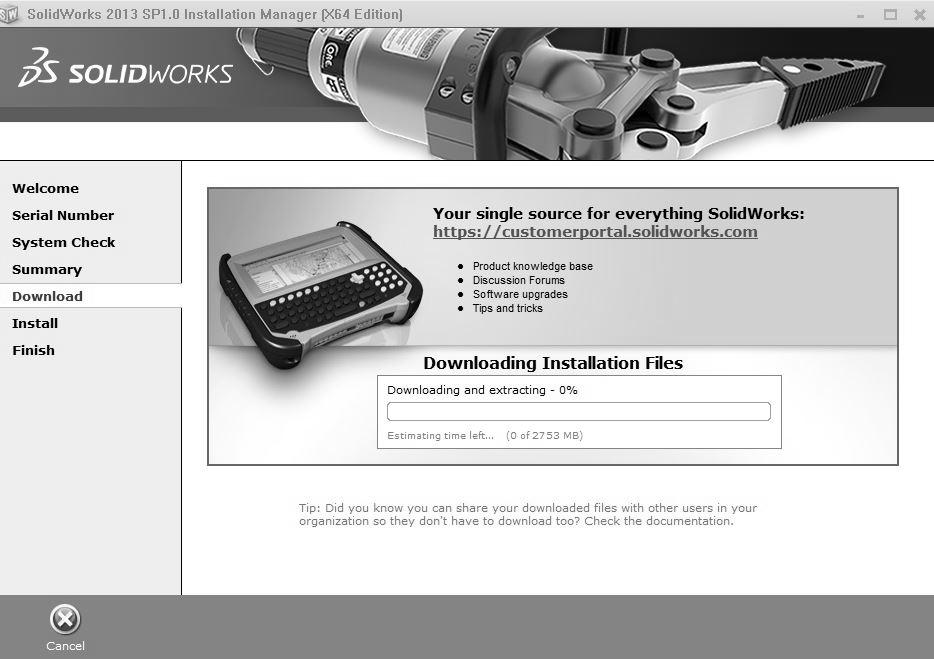 SolidWorks 2013 SP1.0 Installation Manager (X64 Edition)
SOLIDWORKS
Welcome
Serial Number
System Check
Summary
Download
Install
Finish
Your single source for everything SolidWorks:
https://customerportal.solidworks.com
● Product knowledge base
● Discussion Forums
● Software upgrades
● Tips and tricks
Downloading Installation Files
Downloading and extracting - 0%
Estimating time left... (0 of 2753 MB)
Tip: Did you know you can share your downloaded files with other users in your
organization so they don't have to download too? Check the documentation.
Cancel